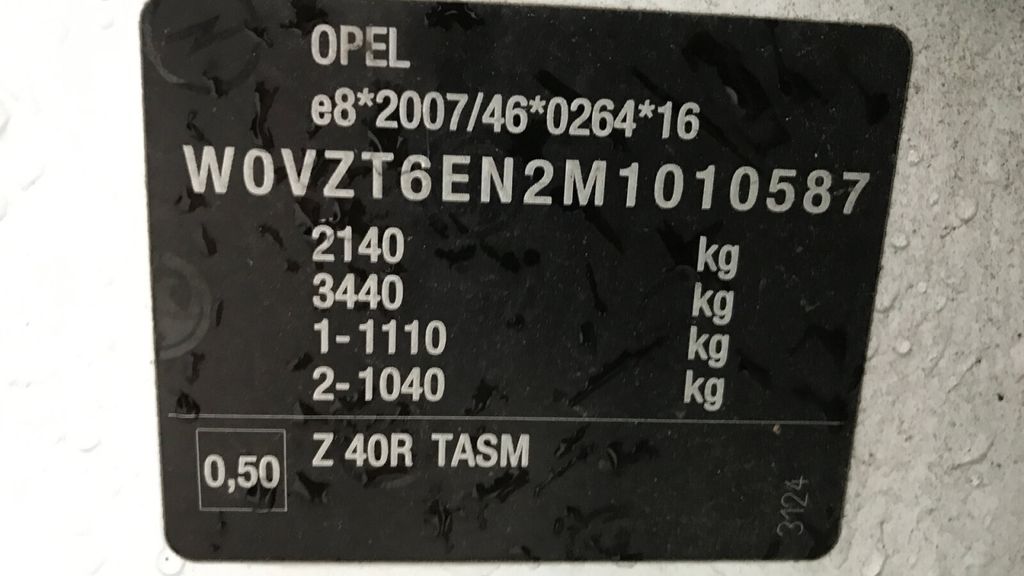 OPEL
e8*2007/46*0264*16
W0VZT6EN2M1010587
2140 kg
3440 kg
1-1110 kg
2-1040 kg
0,50 Z 40R TASM
3124